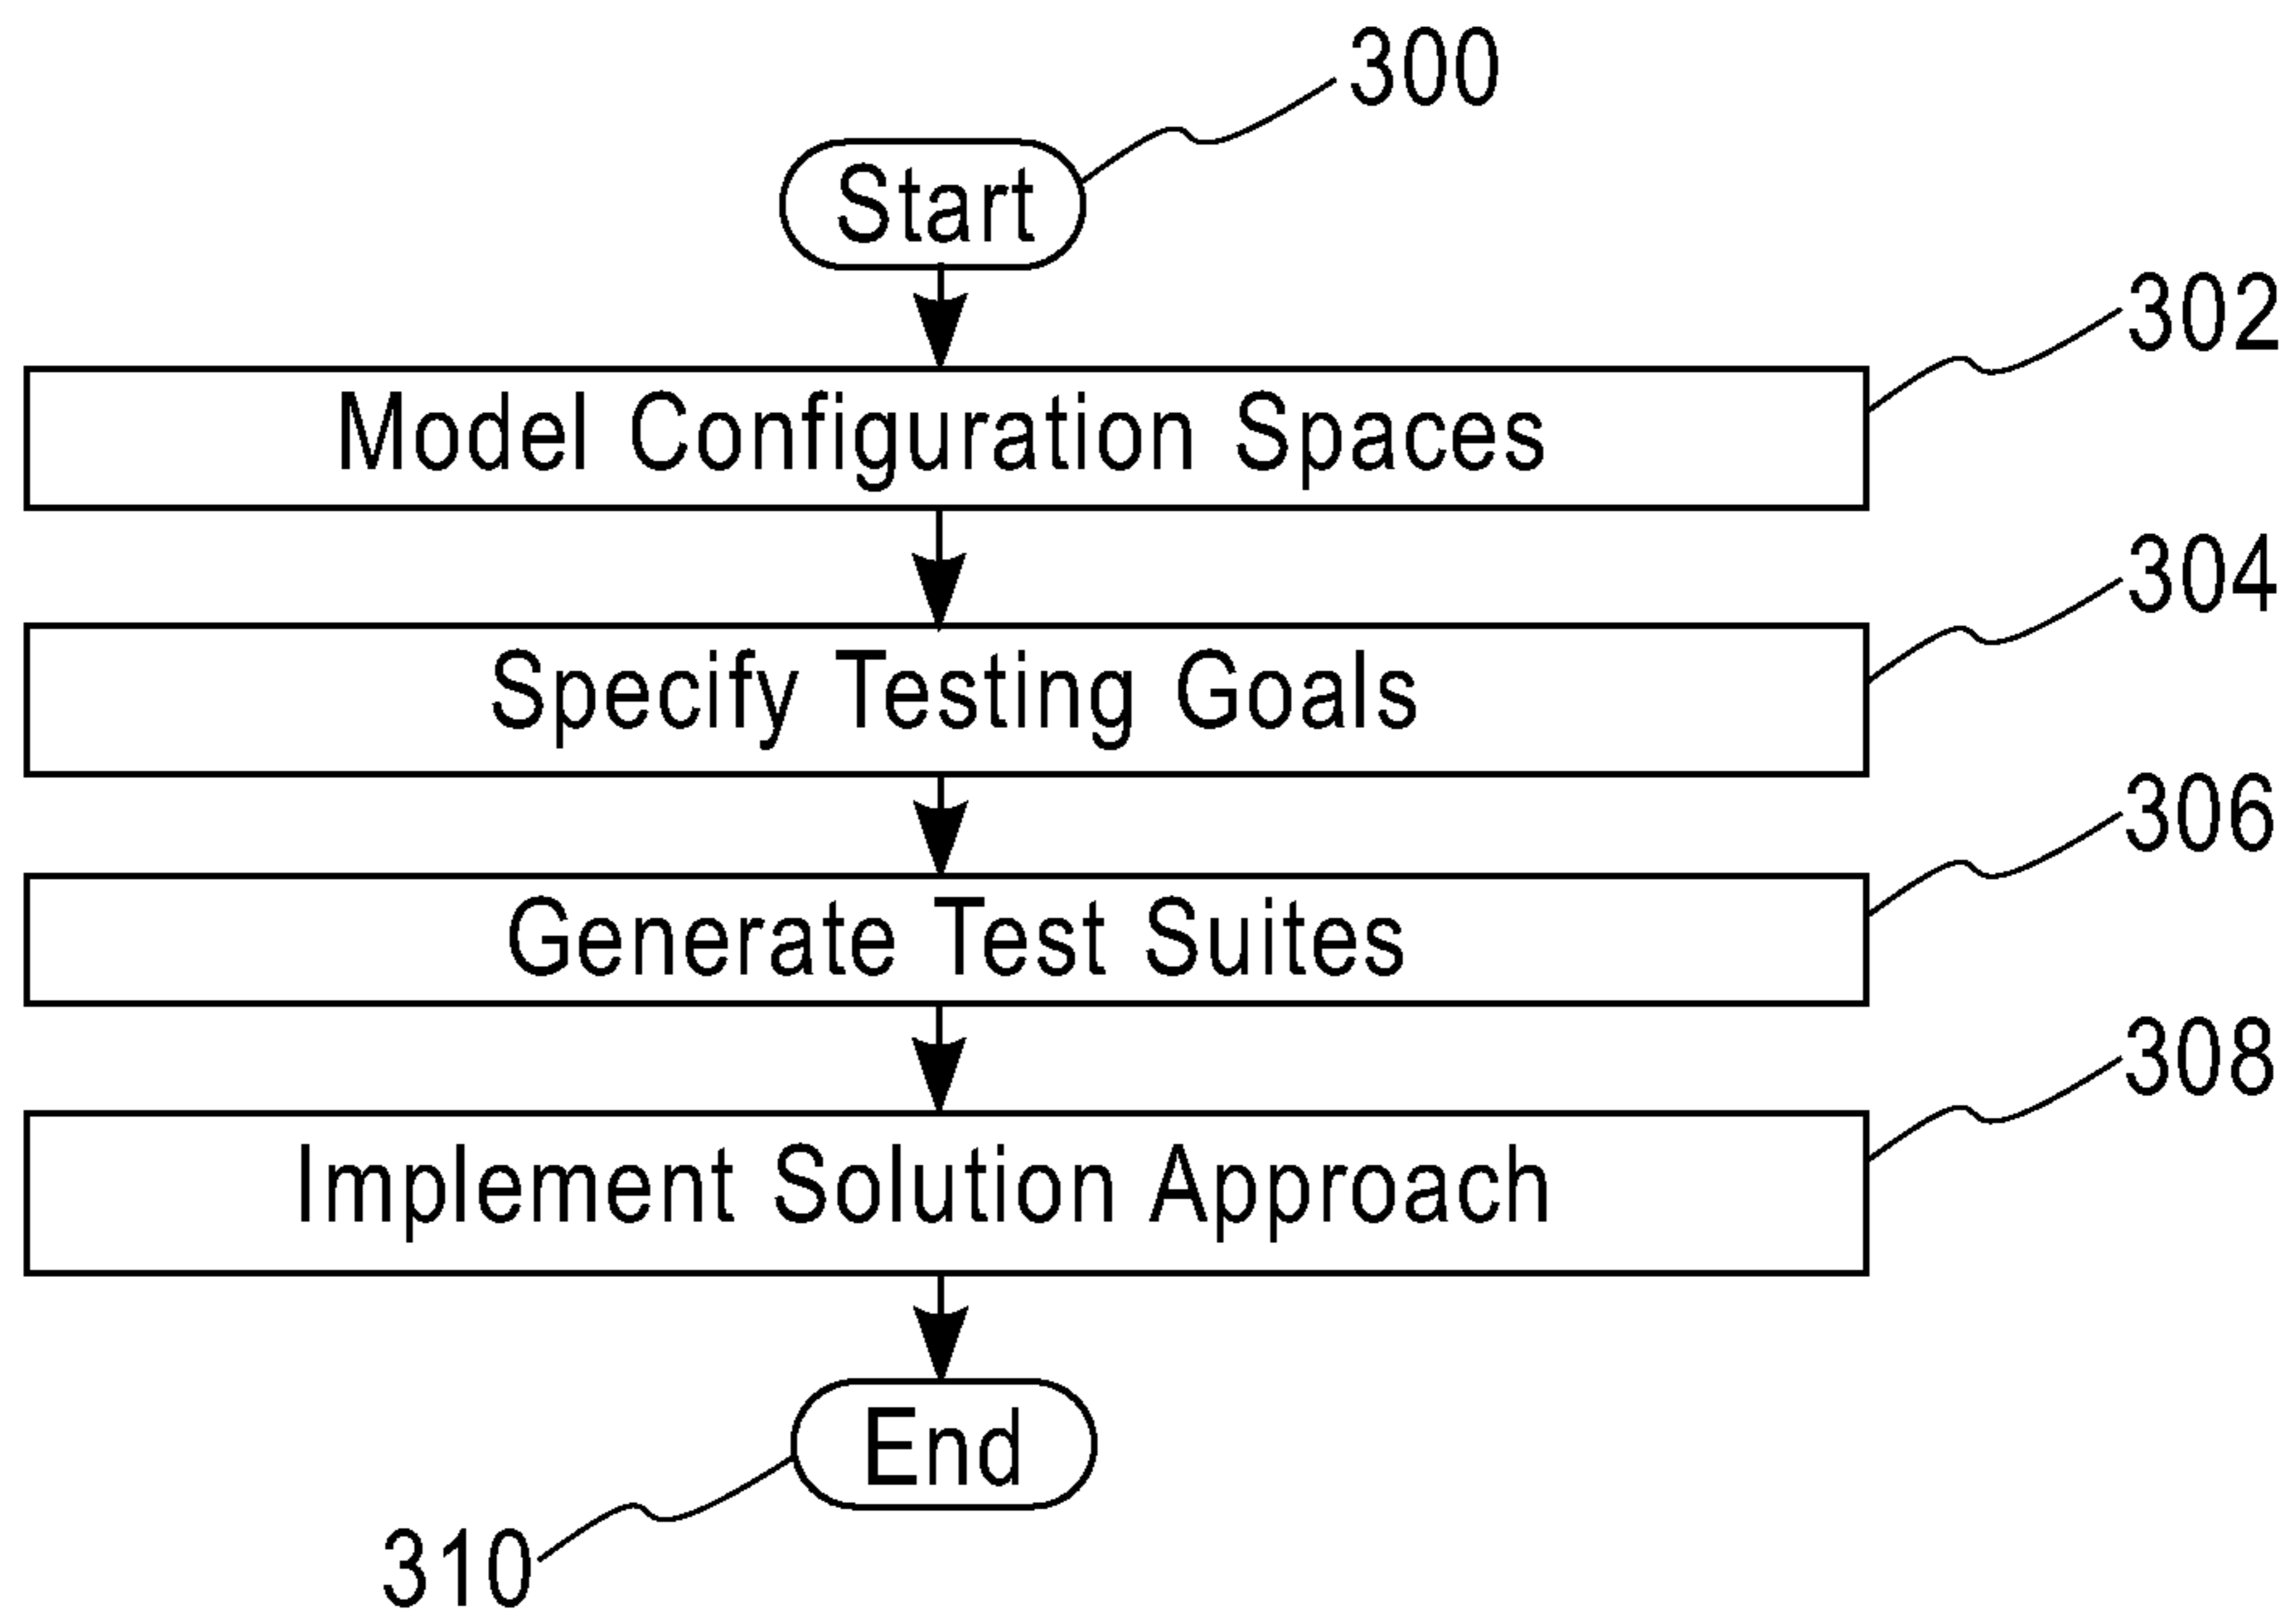 300
Start
302
Model Configuration Spaces
304
Specify Testing Goals
306
Generate Test Suites
308
Implement Solution Approach
End
310